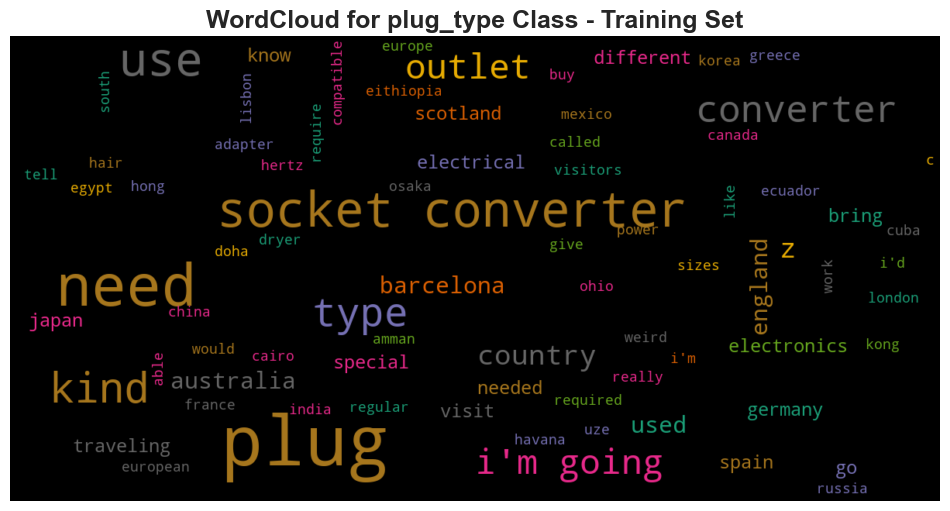 WordCloud for plug_type Class - Training Set
use
know
europe
outlet
different
korea
greece
buy
south
lisbon
compatible
eithiopia
converter
scotland
mexico
require
called
canada
adapter
hair
hertz
electrical
visitors
c
tell
egypt
hong
osaka
like
ecuador
socket converter
bring
power
cuba
dryer
doha
give
z
england
sizes
work
i'd
need
barcelona
ohio
london
japan
china
type
amman
weird
electronics
kong
would
cairo
able
special
country
i'm
really
kind
australia
needed
required
france
india
regular
visit
used
germany
plug
uze
havana
traveling
european
i'm going
spain
go
russia